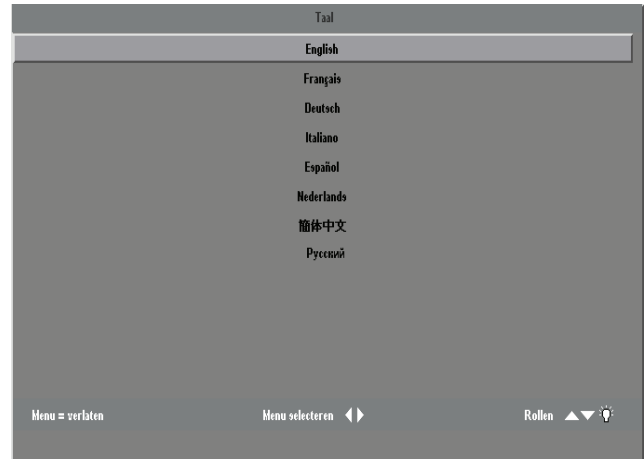 Taal
English
Français
Deutsch
Italiano
Español
Nederlands
簡体中文
Русский
Menu = verlaten Menu selecteren Rollen